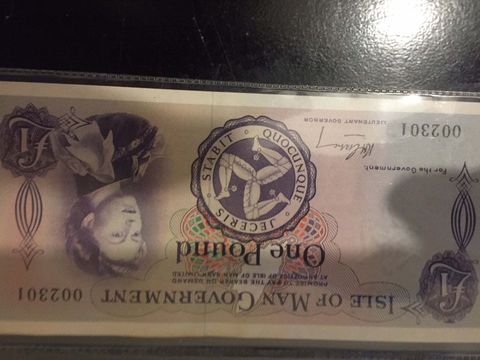 ISLE OF MAN GOVERNMENT
£1
PROMISE TO PAY THE BEARER ON DEMAND
AT ANY OFFICE OF ISLE OF MAN BANK LIMITED
002301
One Pound
STABIT QUOCUNQUE JECERIS
For the Government,
002301
LIEUTENANT GOVERNOR
£1